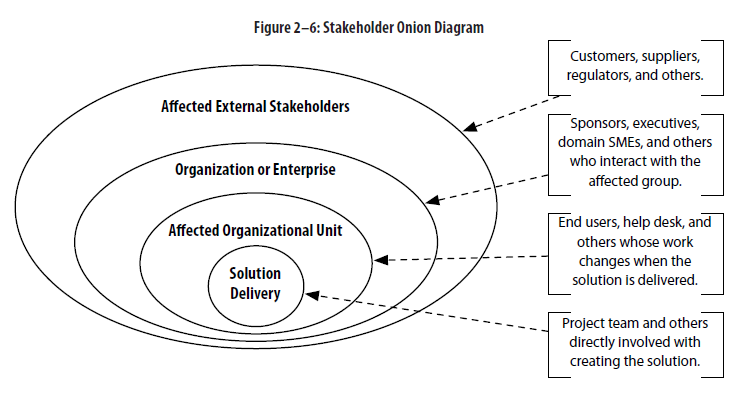 Figure 2–6: Stakeholder Onion Diagram
Customers, suppliers,
regulators, and others.
Affected External Stakeholders
Sponsors, executives,
domain SMEs, and others
who interact with the
affected group.
Organization or Enterprise
End users, help desk, and
others whose work
changes when the
solution is delivered.
Affected Organizational Unit
Solution
Delivery
Project team and others
directly involved with
creating the solution.